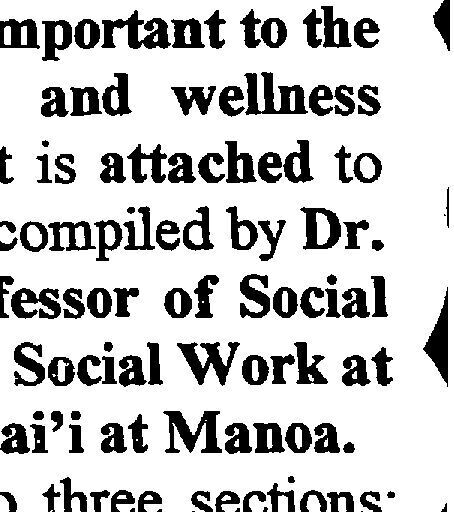 mportant to the
and wellness
t is attached to
compiled by Dr.
fessor of Social
Social Work at
ai’i at Manoa.
o three sections: